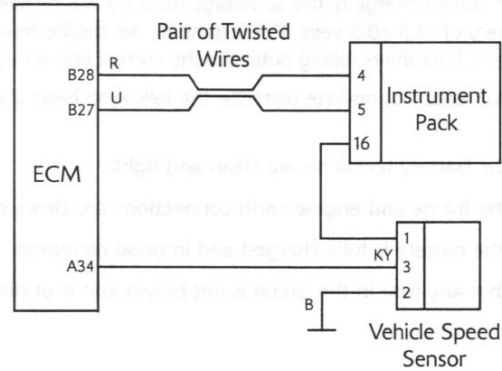 Pair of Twisted
Wires
R
B28
4
U
B27
5
Instrument
Pack
16
ECM
1
KY
A34
3
2
B
Vehicle Speed
Sensor